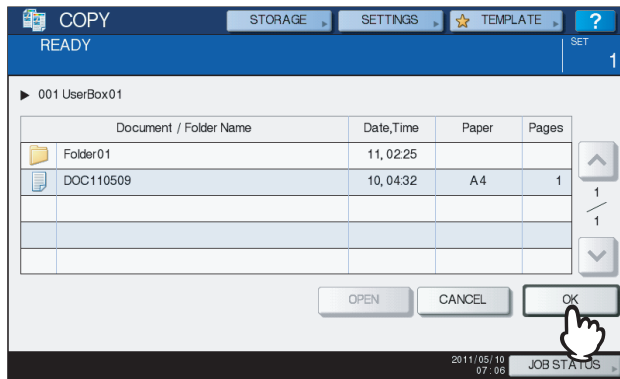 COPY STORAGE SETTINGS TEMPLATE ?
READY SET
1
001 UserBox01
Document / Folder Name Date,Time Paper Pages
Folder01 11, 02:25
DOC110509 10, 04:32 A4 1
1
1
OPEN CANCEL OK
2011/05/10
07:06 JOB STATUS